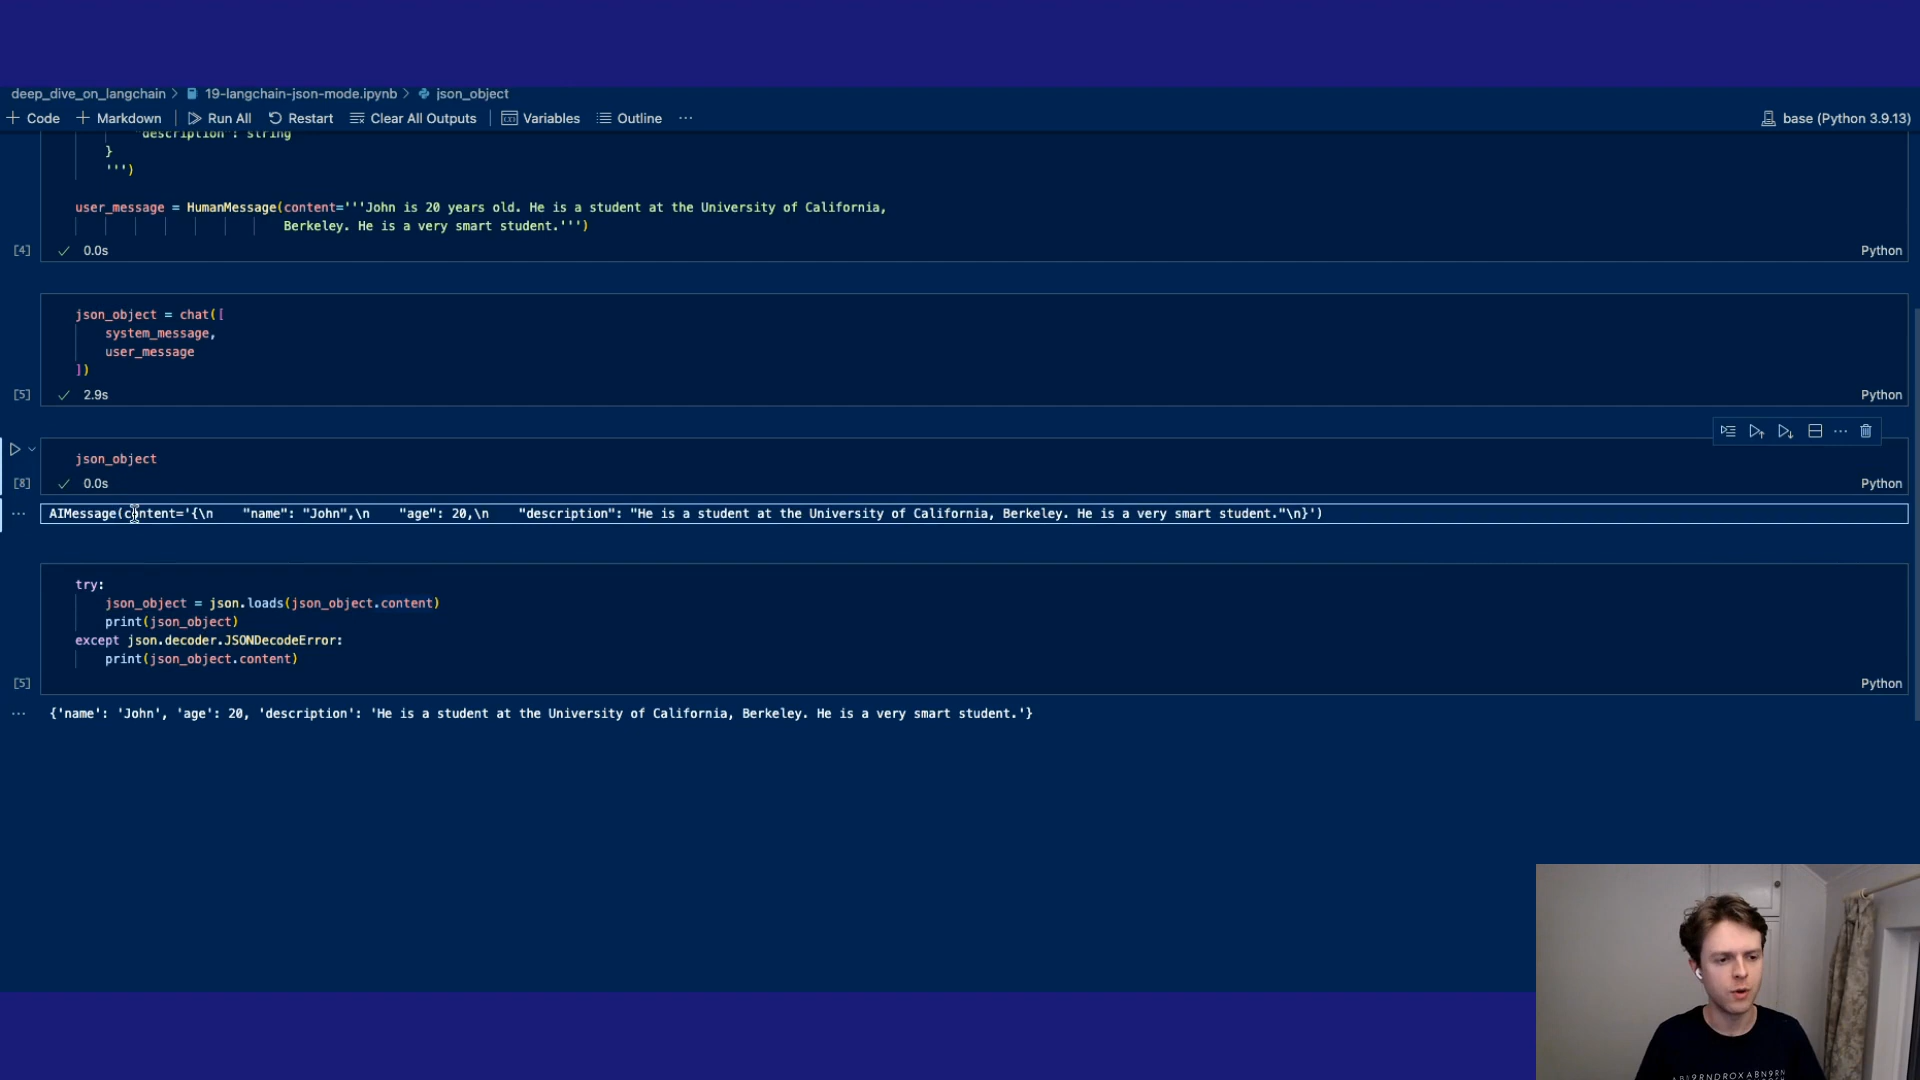 deep_dive_on_langchain > 19-langchain-json-mode.ipynb > json_object
+ Code + Markdown Run All Restart Clear All Outputs Variables Outline ··· base (Python 3.9.13)
"description": string
}
''')
user_message = HumanMessage(content='''John is 20 years old. He is a student at the University of California,
Berkeley. He is a very smart student.''')
[4] ✓ 0.0s Python
json_object = chat([
system_message,
user_message
])
[5] ✓ 2.9s Python
json_object
[8] ✓ 0.0s Python
··· AIMessage(content='{\n    "name": "John",\n    "age": 20,\n    "description": "He is a student at the University of California, Berkeley. He is a very smart student."\n}')
try:
json_object = json.loads(json_object.content)
print(json_object)
except json.decoder.JSONDecodeError:
print(json_object.content)
[5] Python
··· {'name': 'John', 'age': 20, 'description': 'He is a student at the University of California, Berkeley. He is a very smart student.'}